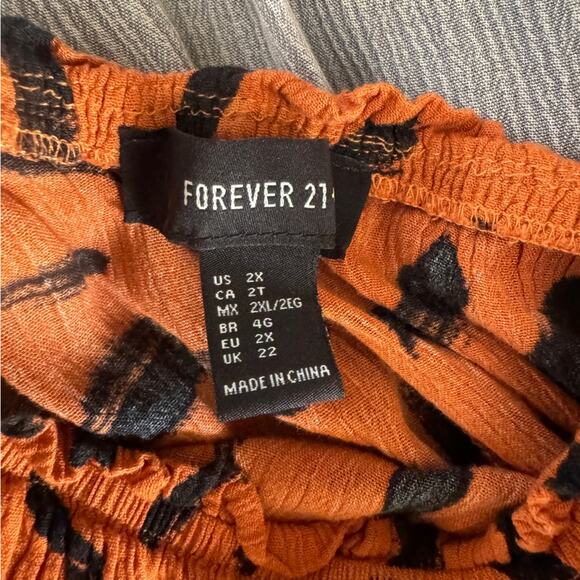 FOREVER 21+
US 2X
CA 2T
MX 2XL/2EG
BR 4G
EU 2X
UK 22
MADE IN CHINA